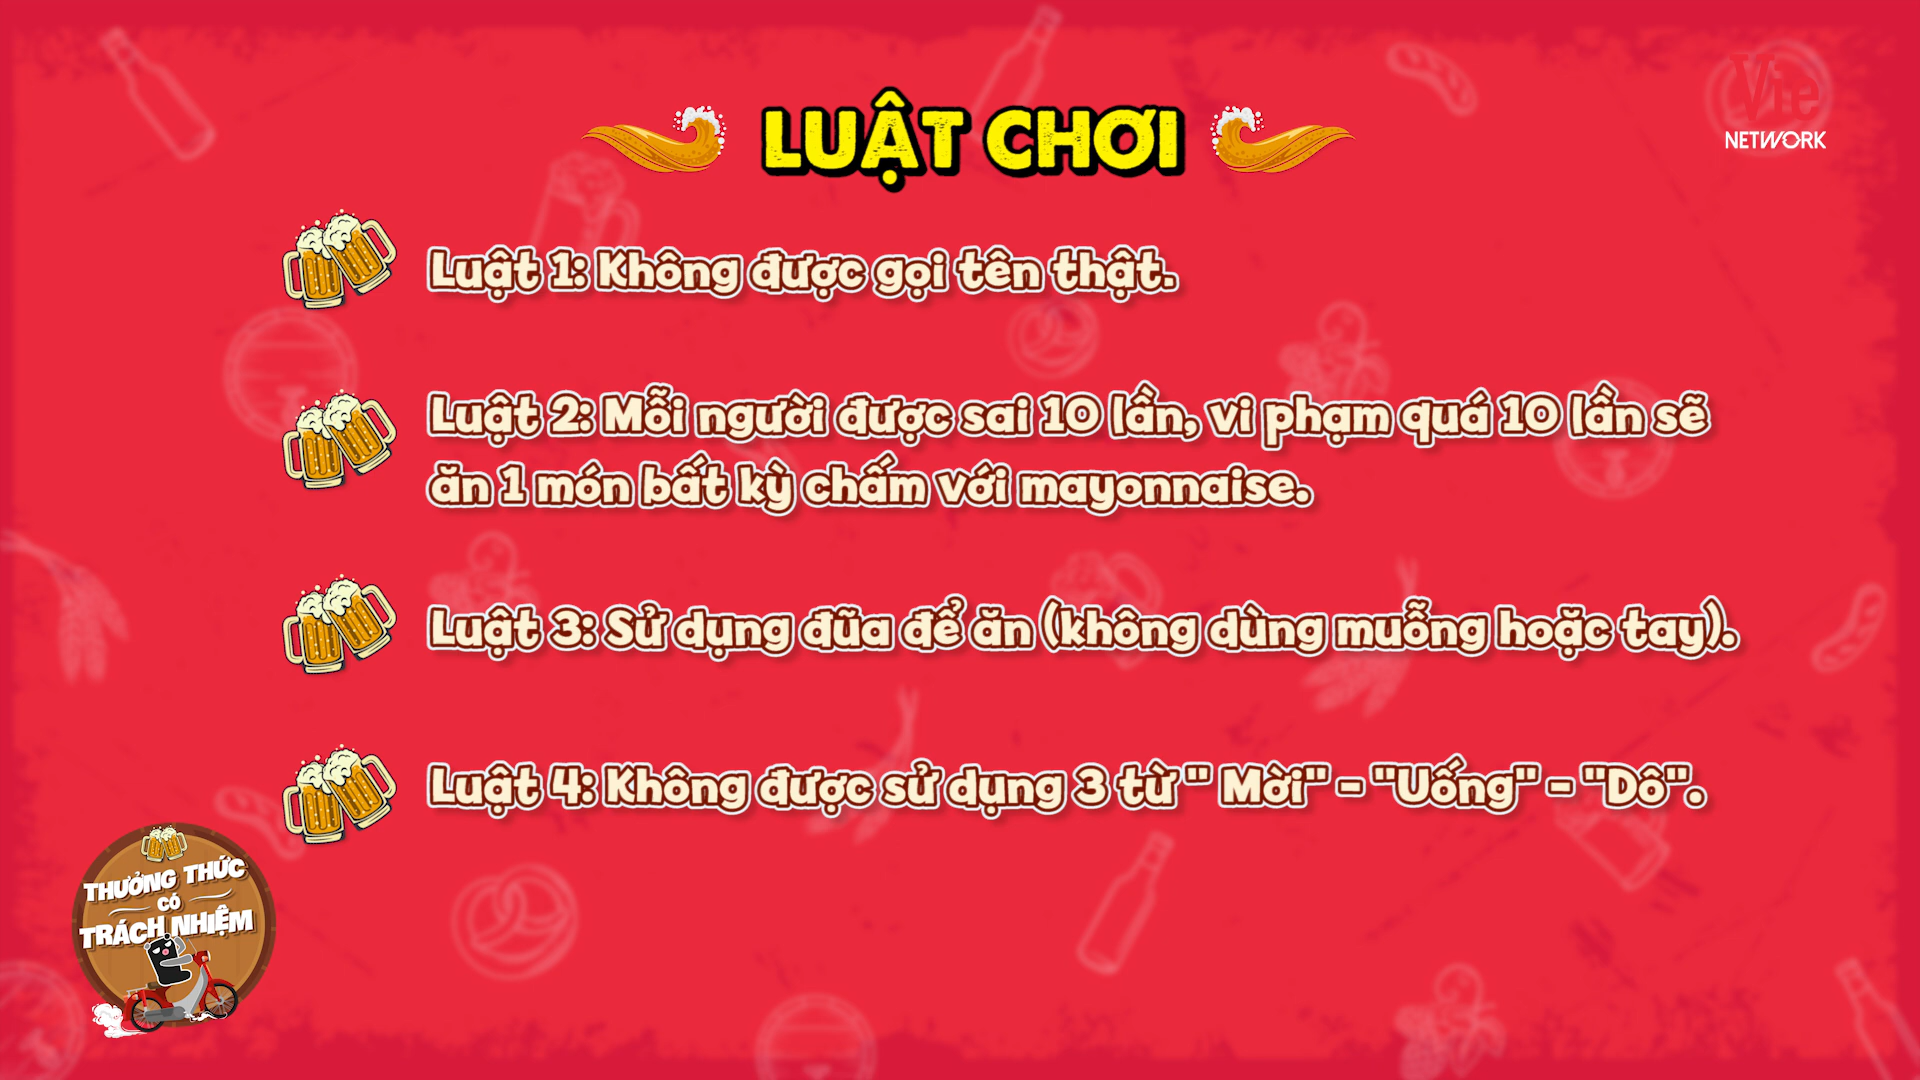 LUẬT CHƠI
Vie
NETWORK
Luật 1: Không được gọi tên thật.
Luật 2: Mỗi người được sai 10 lần, vi phạm quá 10 lần sẽ
ăn 1 món bất kỳ chấm với mayonnaise.
Luật 3: Sử dụng đũa để ăn (không dùng muỗng hoặc tay).
Luật 4: Không được sử dụng 3 từ " Mời" - "Uống" - "Dô".
THƯỞNG THỨC
CÓ
TRÁCH NHIỆM